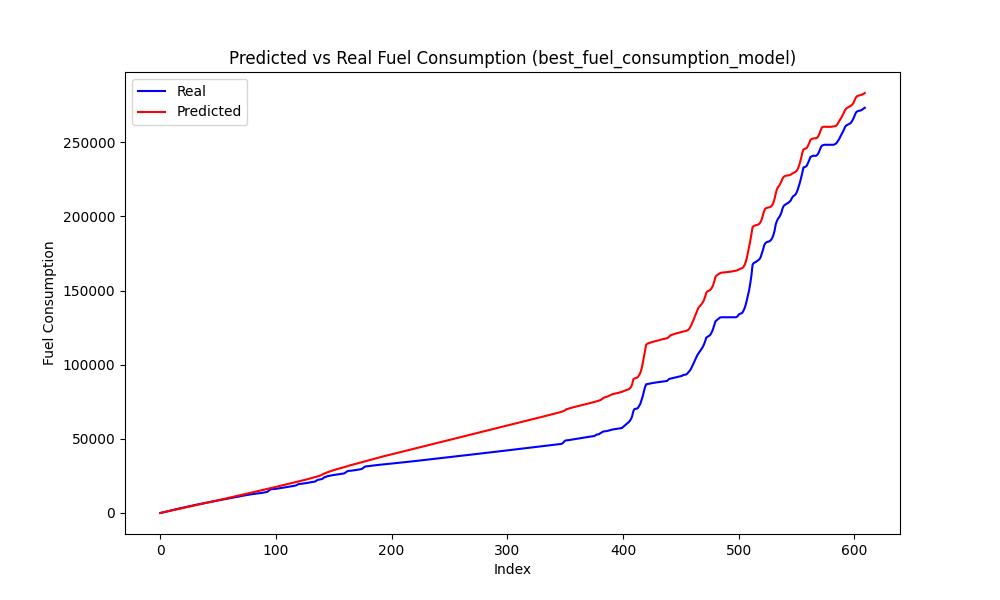 Predicted vs Real Fuel Consumption (best_fuel_consumption_model)
Real
Predicted
250000
200000
150000
100000
50000
0
Fuel Consumption
0 100 200 300 400 500 600
Index